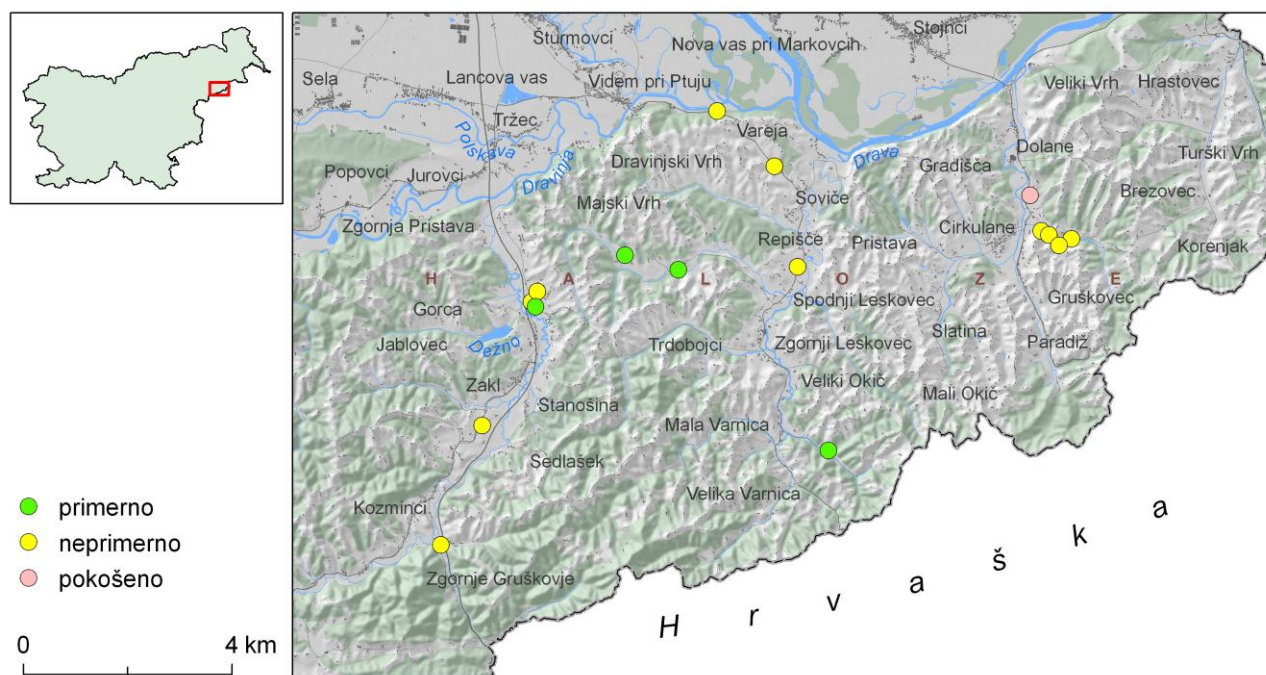 Stojnci
Šturmovci
Nova vas pri Markovcih
Sela
Lancova vas
Videm pri Ptuju
Veliki Vrh
Hrastovec
Tržec
Polskava
Vareja
Dolane
Dravinjski Vrh
Drava
Gradišča
Turški Vrh
Popovci
Jurovci
Dravinja
Majski Vrh
Soviče
Brezovec
Zgornja Pristava
Repišče
Pristava
Cirkulane
Korenjak
H A L O Z E
Gorca
Spodnji Leskovec
Gruškovec
Jablovec
Dežno
Trdobojci
Zgornji Leskovec
Slatina
Paradiž
Zakl
Veliki Okič
Mali Okič
Stanošina
Mala Varnica
Sedlašek
Velika Varnica
Kozminci
Zgornje Gruškovje
Hrvaška
primerno
neprimerno
pokošeno
0 4 km